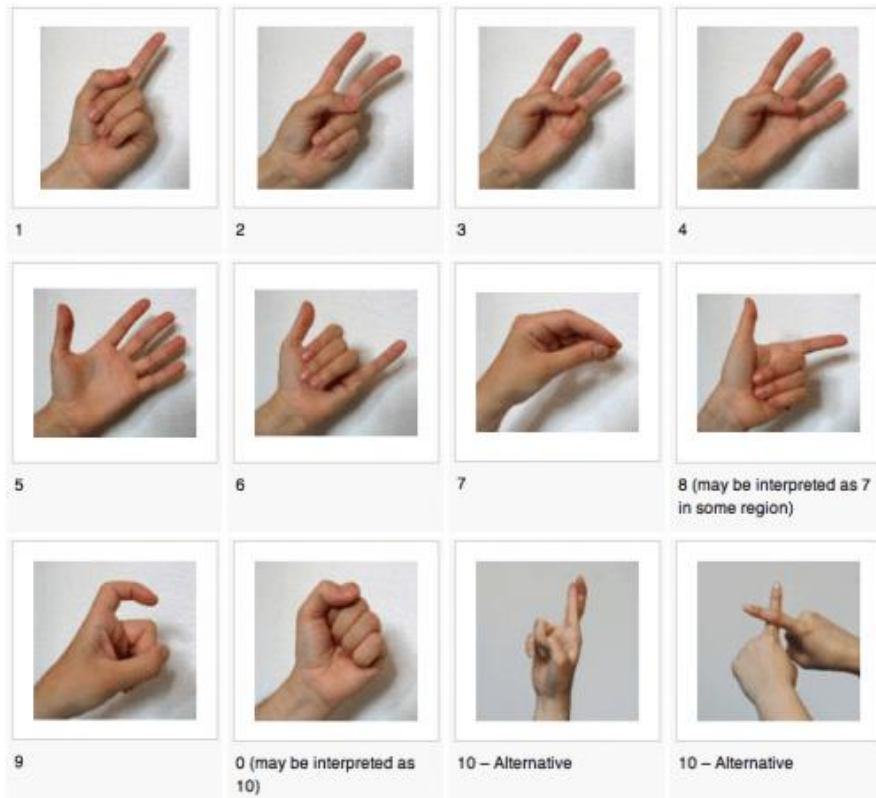 1
2
3
4
5
6
7
8 (may be interpreted as 7
in some region)
9
0 (may be interpreted as
10)
10 – Alternative
10 – Alternative